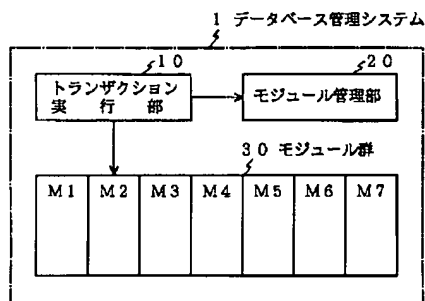 1 データベース管理システム
10
20
トランザクション
実行部
モジュール管理部
30 モジュール群
M1 M2 M3 M4 M5 M6 M7